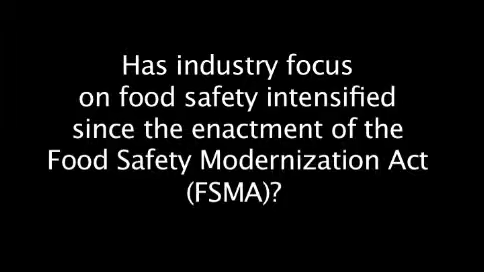 Has industry focus
on food safety intensified
since the enactment of the
Food Safety Modernization Act
(FSMA)?